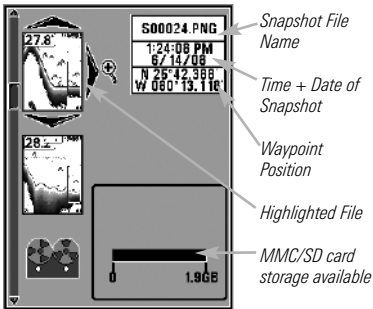 27.8'
S00024.PNG
1:24:08 PM
6/14/08
N 25°42.388'
W 080°13.118'
28.2'
0
1.9GB
Snapshot File
Name
Time + Date of
Snapshot
Waypoint
Position
Highlighted File
MMC/SD card
storage available